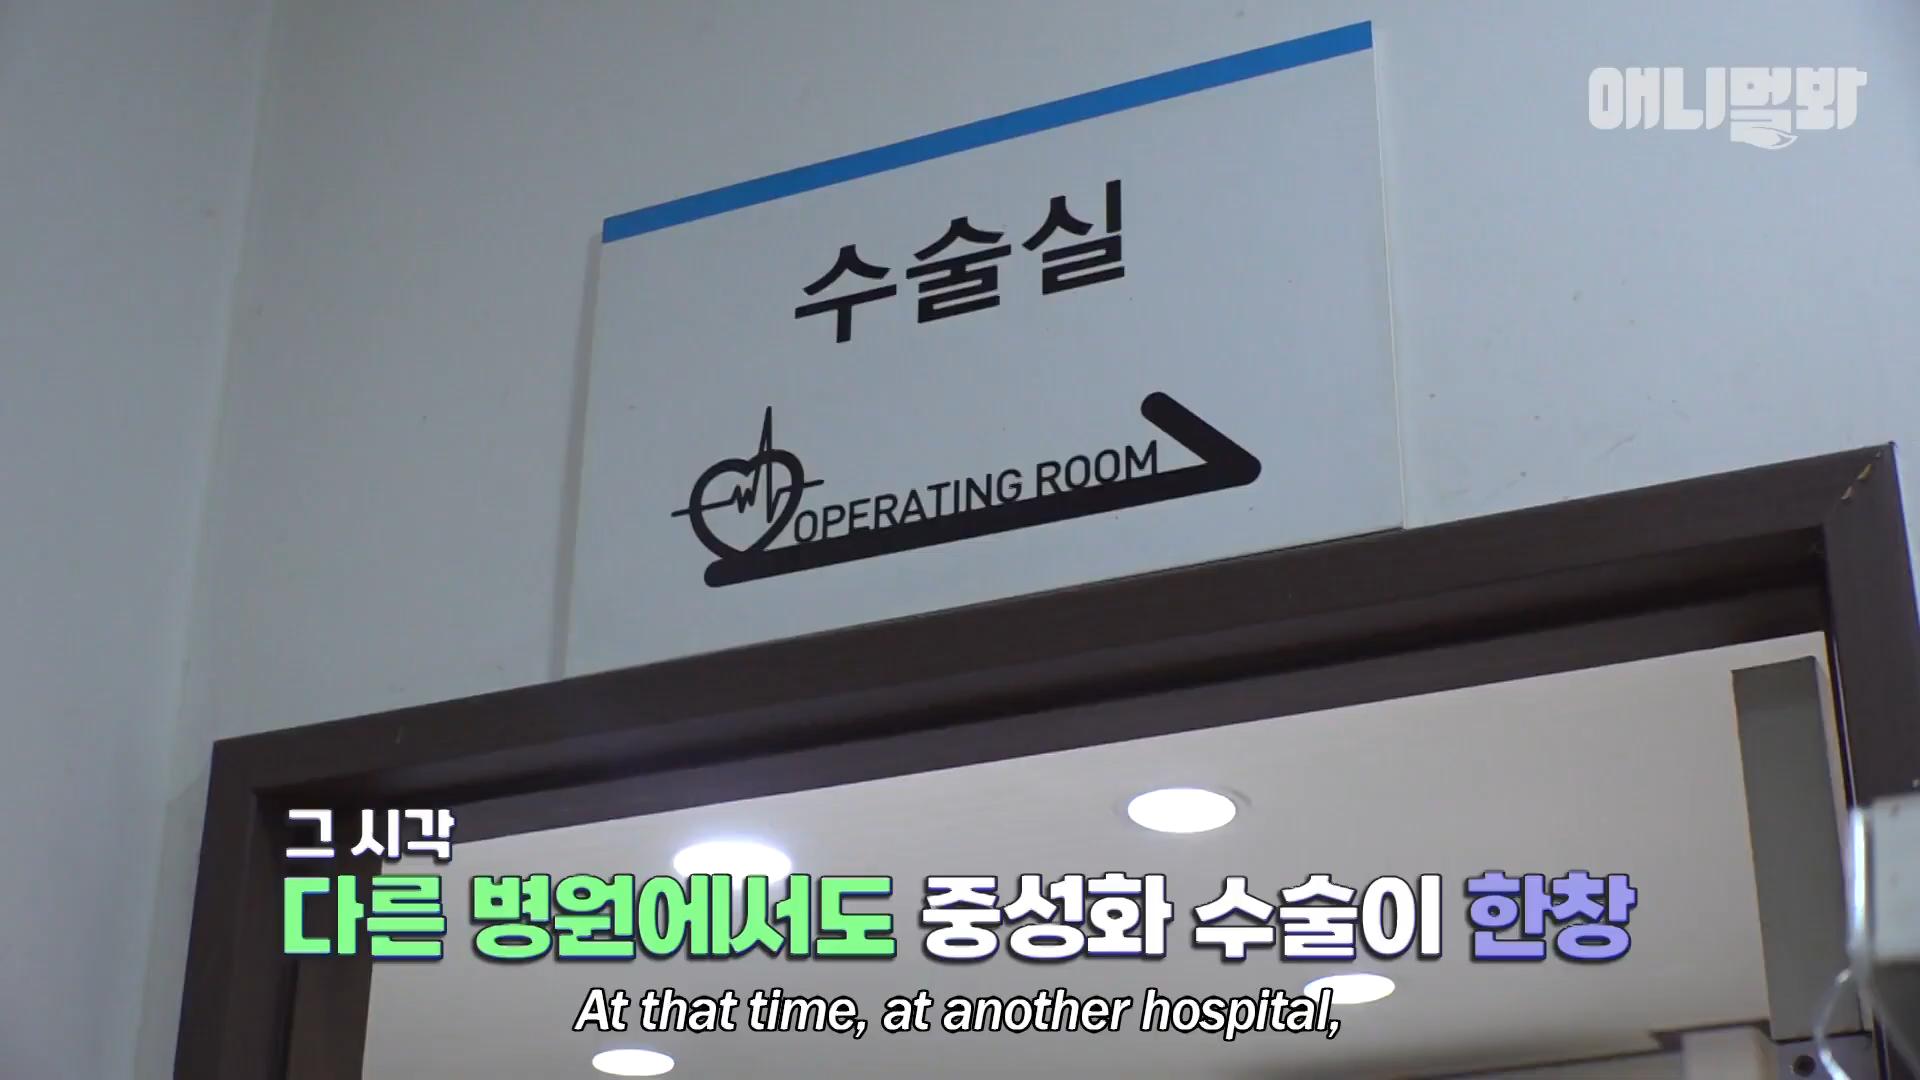 애니멀봐
수술실
OPERATING ROOM
그 시각
다른 병원에서도 중성화 수술이 한창
At that time, at another hospital,